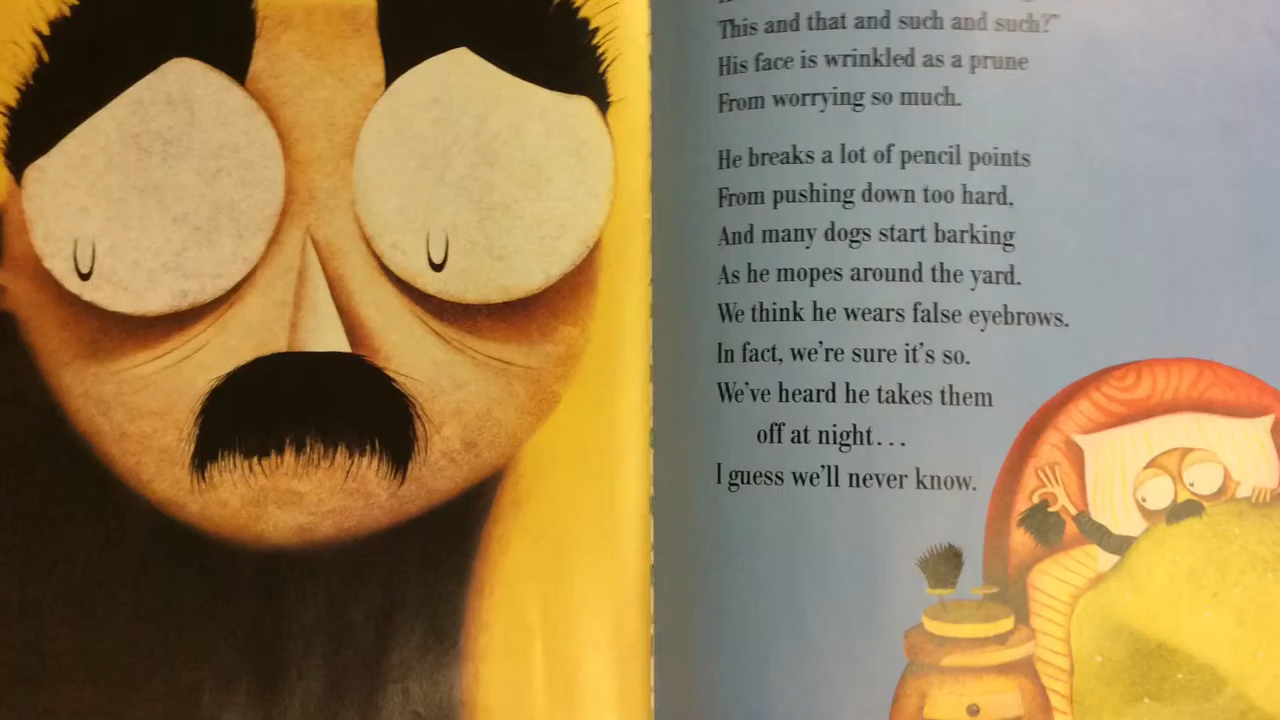 This and that and such and such?"
His face is wrinkled as a prune
From worrying so much.
He breaks a lot of pencil points
From pushing down too hard,
And many dogs start barking
As he mopes around the yard.
We think he wears false eyebrows.
In fact, we're sure it's so.
We've heard he takes them
off at night...
I guess we'll never know.